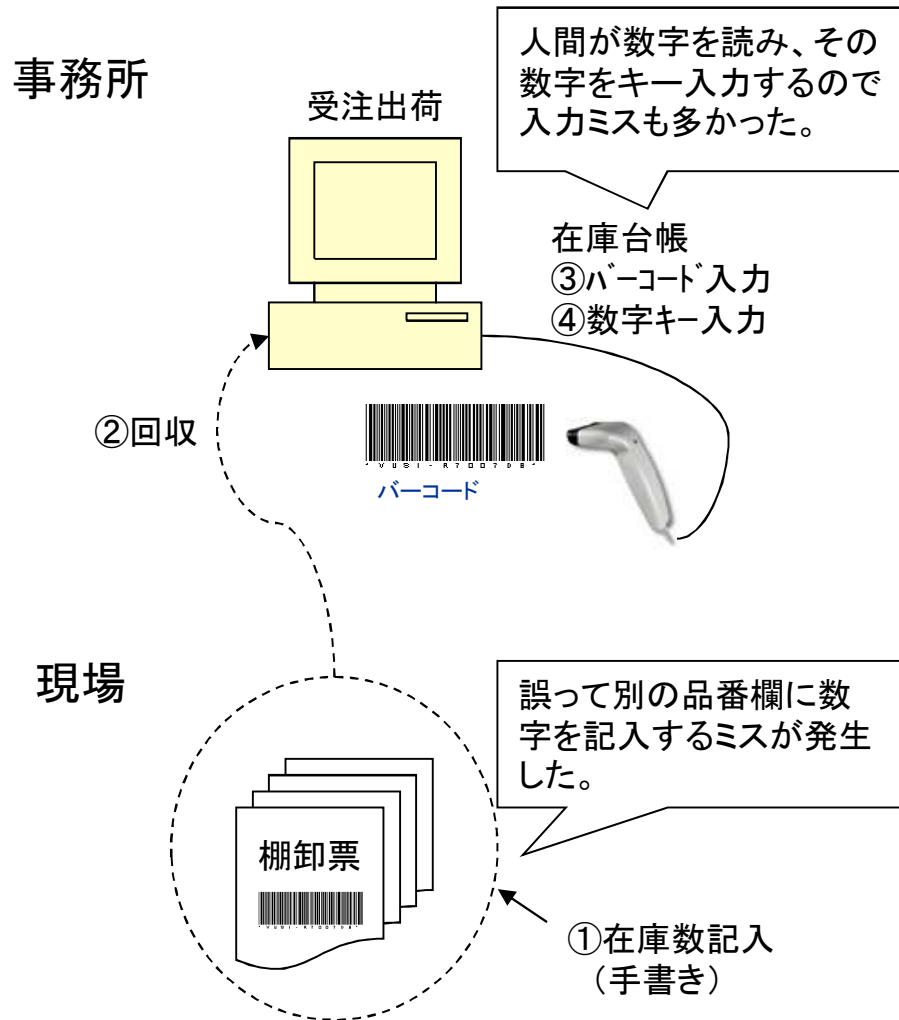 事務所
受注出荷
人間が数字を読み、その
数字をキー入力するので
入力ミスも多かった。
在庫台帳
③バーコード入力
④数字キー入力
②回収
バーコード
現場
誤って別の品番欄に数
字を記入するミスが発生
した。
棚卸票
①在庫数記入
（手書き）